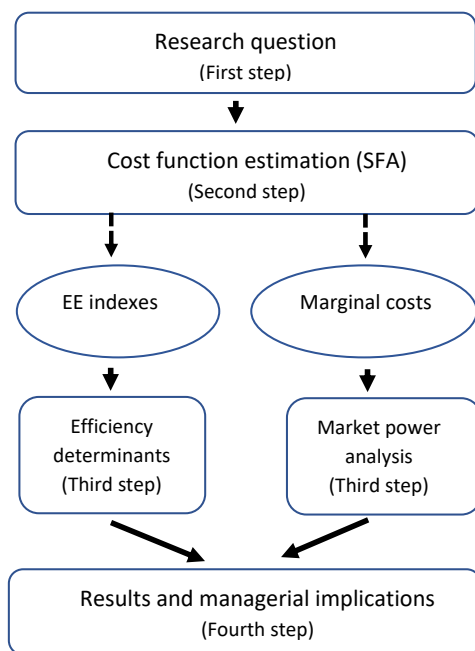 Research question
(First step)
Cost function estimation (SFA)
(Second step)
EE indexes
Marginal costs
Efficiency
determinants
(Third step)
Market power
analysis
(Third step)
Results and managerial implications
(Fourth step)